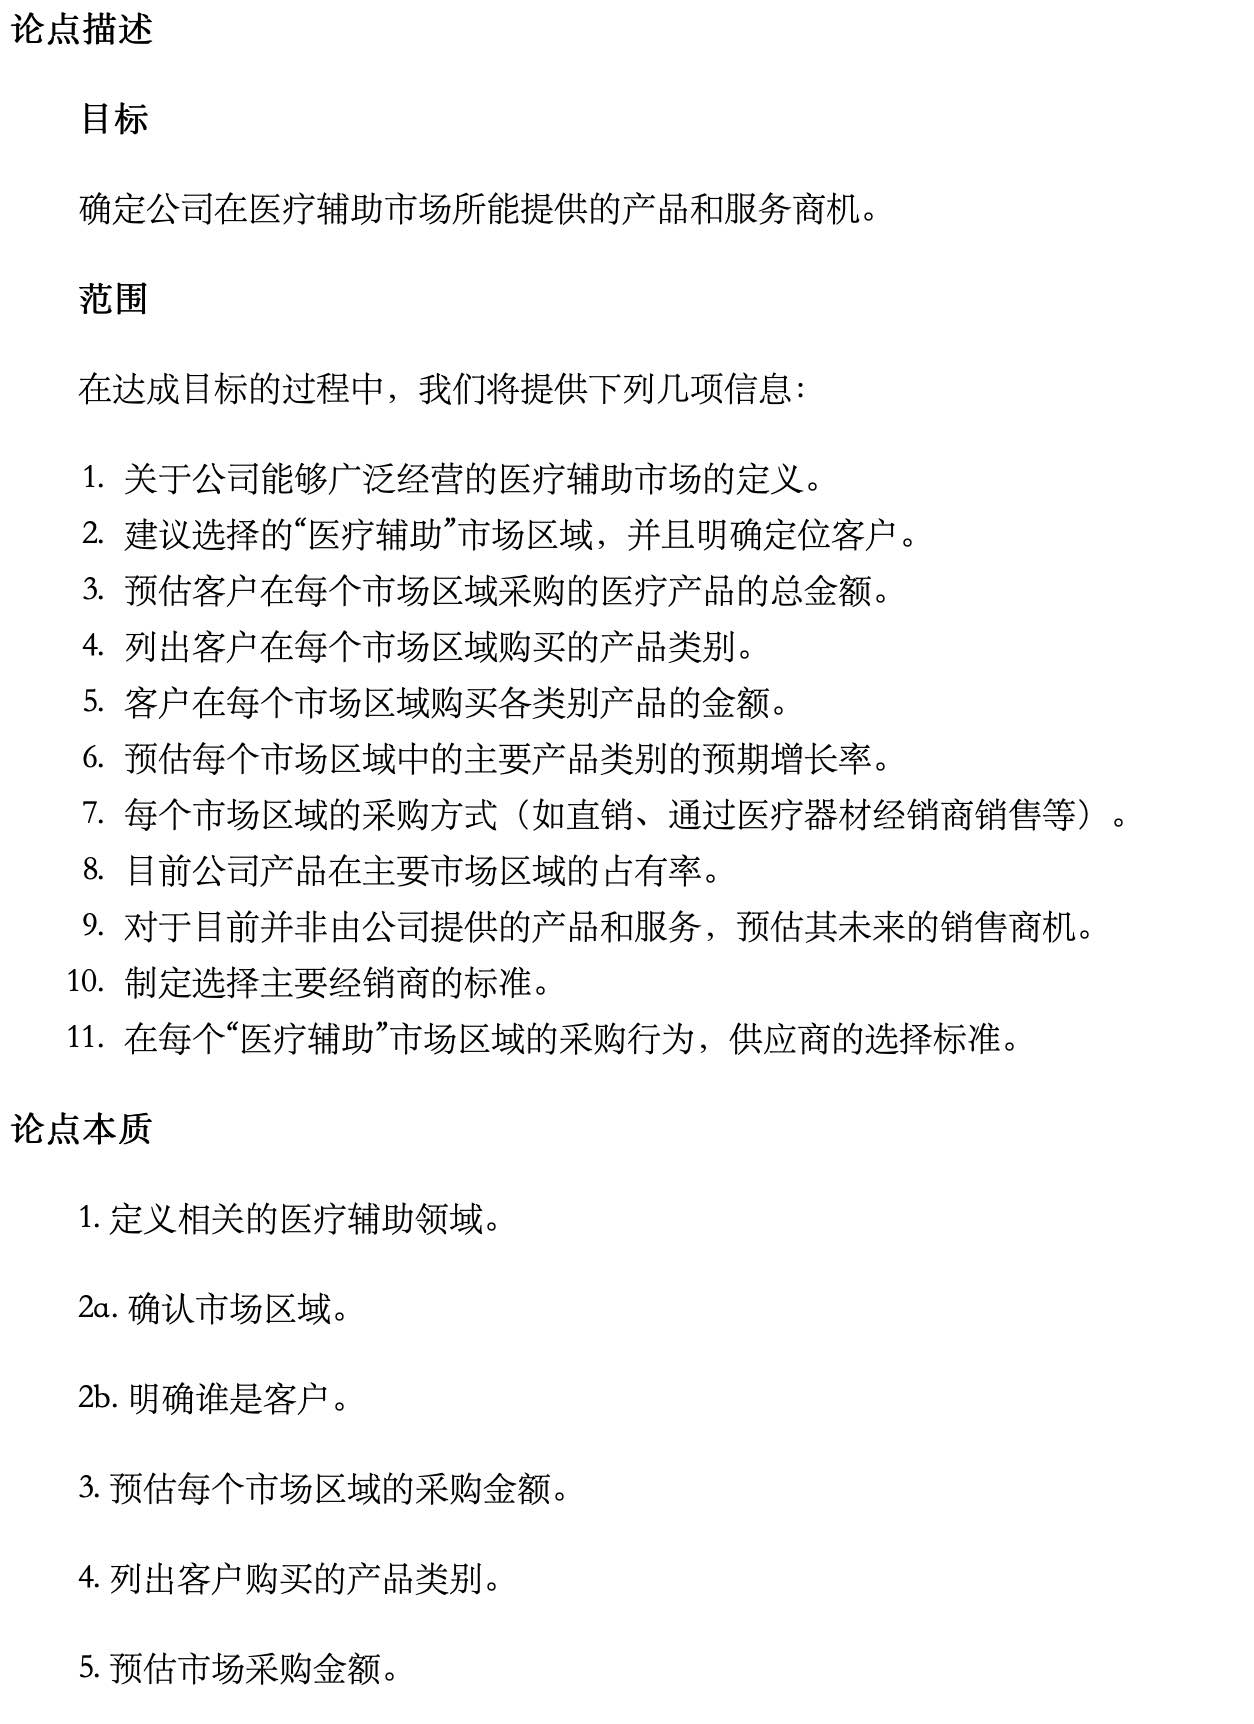 论点描述
目标
确定公司在医疗辅助市场所能提供的产品和服务商机。
范围
在达成目标的过程中，我们将提供下列几项信息：
1. 关于公司能够广泛经营的医疗辅助市场的定义。
2. 建议选择的“医疗辅助”市场区域，并且明确定位客户。
3. 预估客户在每个市场区域采购的医疗产品的总金额。
4. 列出客户在每个市场区域购买的产品类别。
5. 客户在每个市场区域购买各类别产品的金额。
6. 预估每个市场区域中的主要产品类别的预期增长率。
7. 每个市场区域的采购方式（如直销、通过医疗器材经销商销售等）。
8. 目前公司产品在主要市场区域的占有率。
9. 对于目前并非由公司提供的产品和服务，预估其未来的销售商机。
10. 制定选择主要经销商的标准。
11. 在每个“医疗辅助”市场区域的采购行为，供应商的选择标准。
论点本质
1. 定义相关的医疗辅助领域。
2a. 确认市场区域。
2b. 明确谁是客户。
3. 预估每个市场区域的采购金额。
4. 列出客户购买的产品类别。
5. 预估市场采购金额。